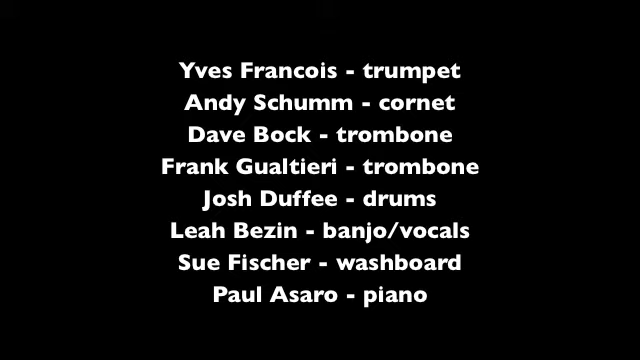 Yves Francois - trumpet
Andy Schumm - cornet
Dave Bock - trombone
Frank Gualtieri - trombone
Josh Duffee - drums
Leah Bezin - banjo/vocals
Sue Fischer - washboard
Paul Asaro - piano